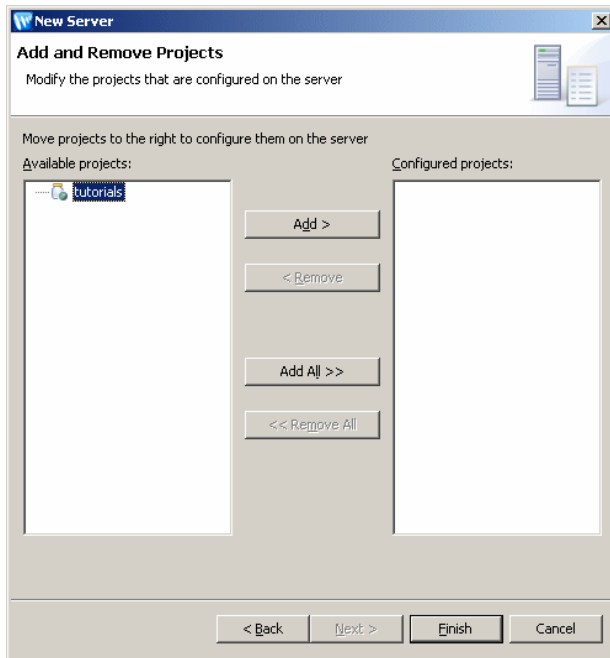 New Server
Add and Remove Projects
Modify the projects that are configured on the server
Move projects to the right to configure them on the server
Available projects:
Configured projects:
tutorials
Add >
< Remove
Add All >>
<< Remove All
< Back
Next >
Finish
Cancel